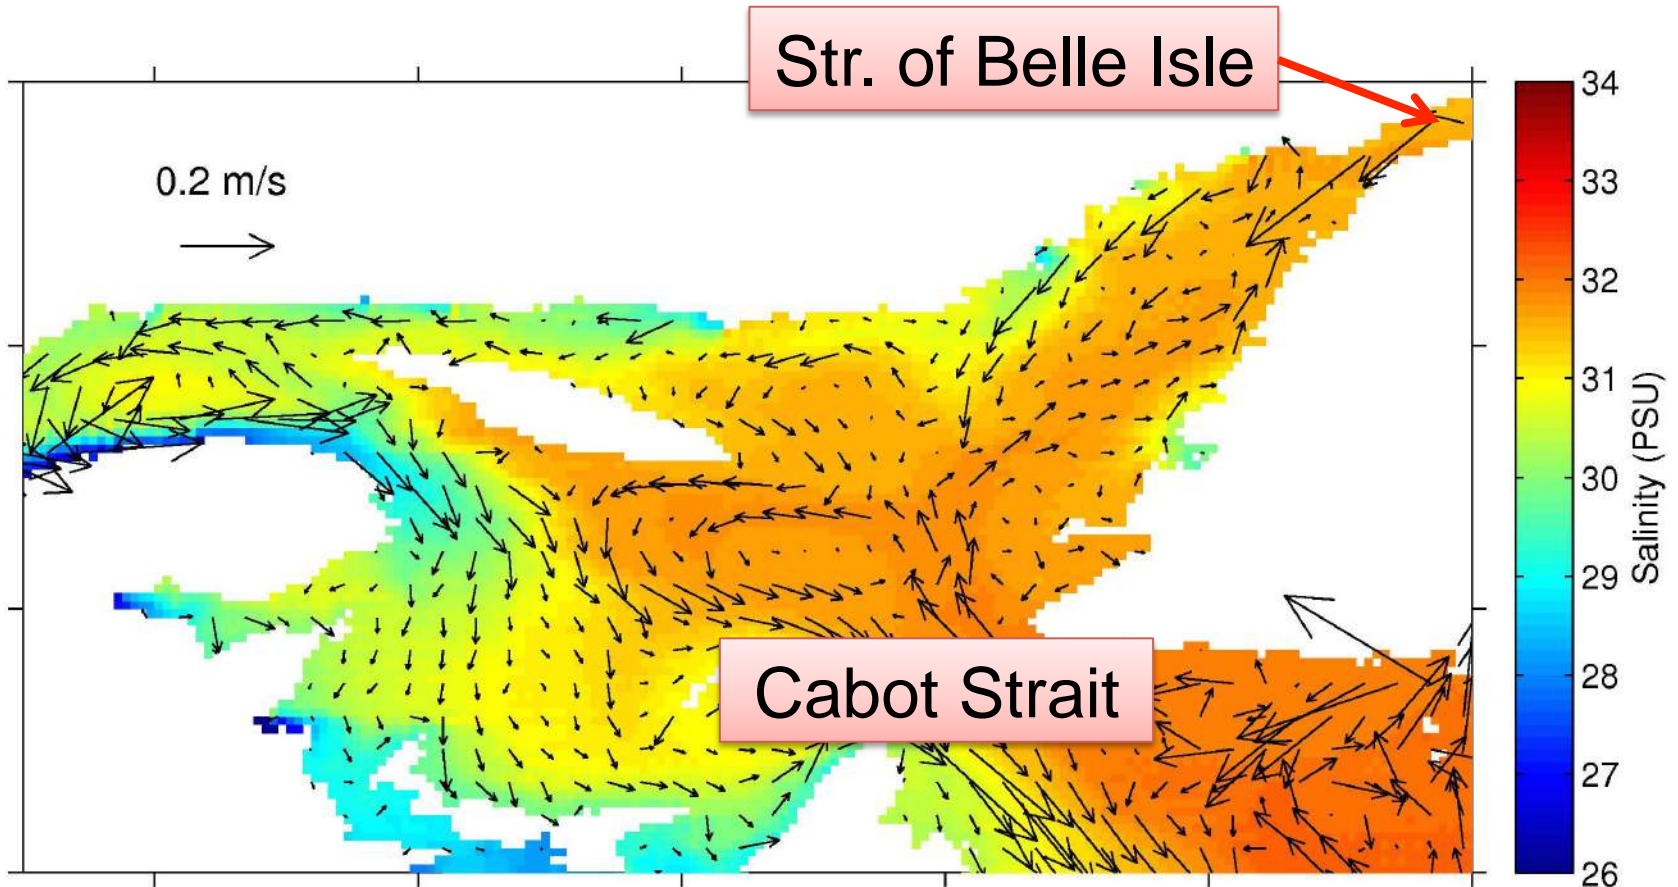 Str. of Belle Isle
0.2 m/s
Cabot Strait
34
33
32
31
30
29
28
27
26
Salinity (PSU)